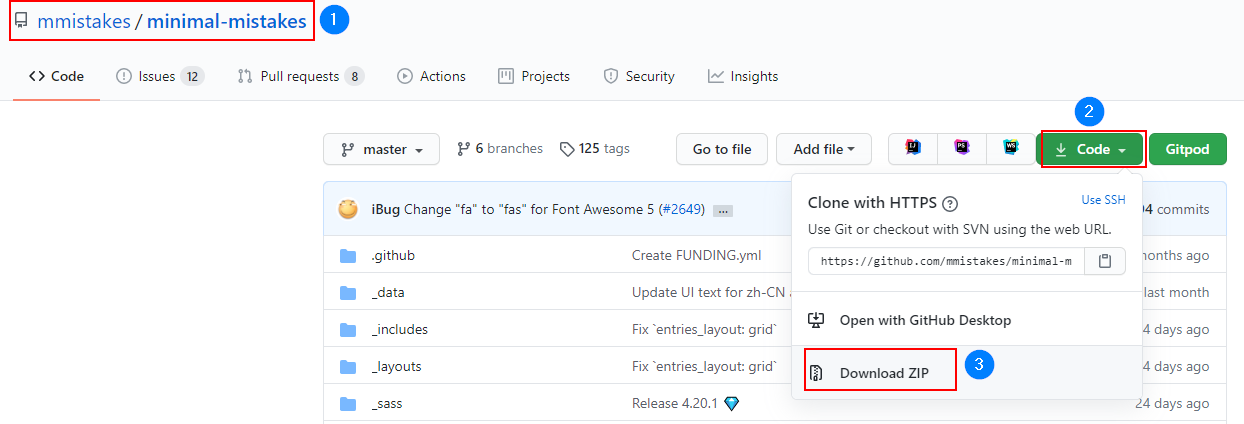 mmistakes / minimal-mistakes 1
Code Issues 12 Pull requests 8 Actions Projects Security Insights
2
master 6 branches 125 tags Go to file Add file IJ PS WS Code Gitpod
iBug Change "fa" to "fas" for Font Awesome 5 (#2649) ... 04 commits
Clone with HTTPS ? Use SSH
Use Git or checkout with SVN using the web URL.
https://github.com/mmistakes/minimal-m
.github Create FUNDING.yml months ago
_data Update UI text for zh-CN last month
Open with GitHub Desktop
_includes Fix `entries_layout: grid` 4 days ago
_layouts Fix `entries_layout: grid` 4 days ago
Download ZIP 3
_sass Release 4.20.1 24 days ago